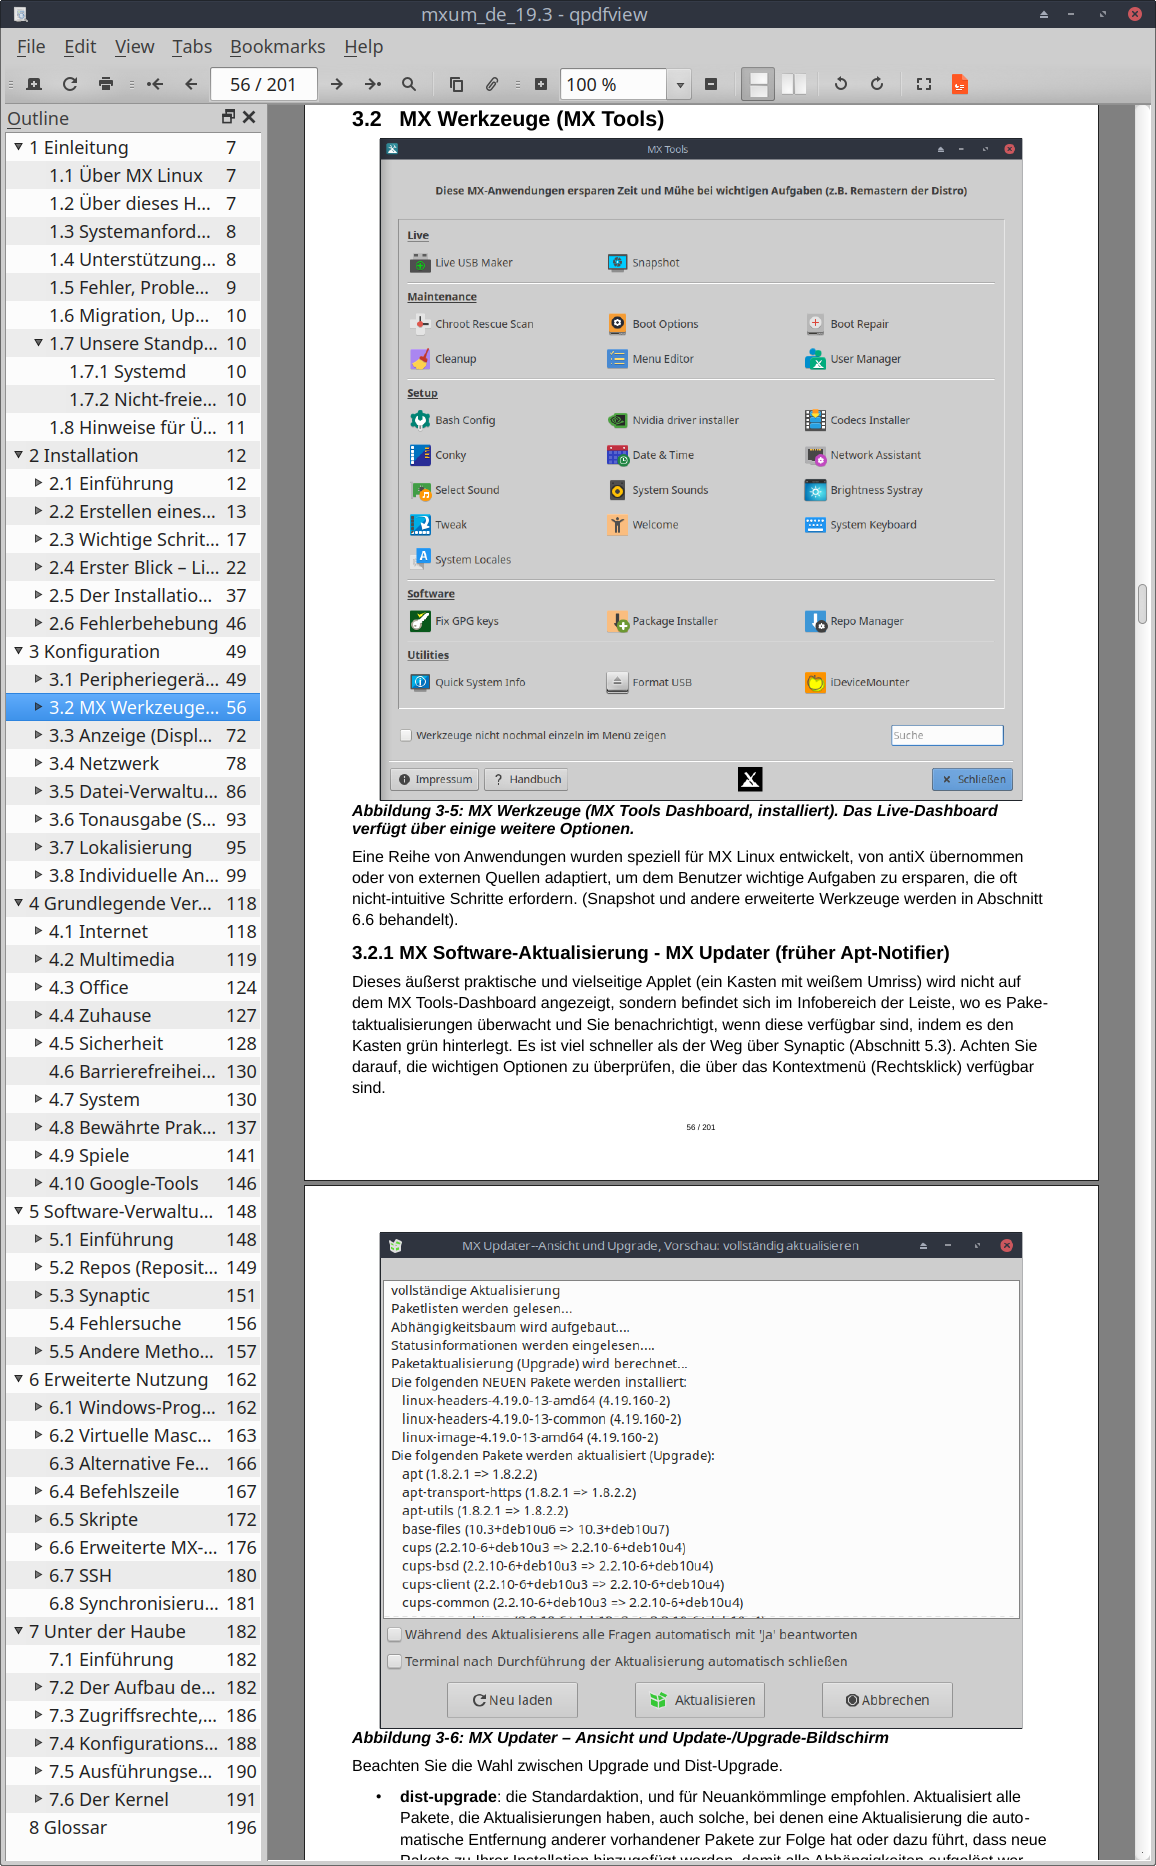 mxum_de_19.3 - qpdfview
File Edit View Tabs Bookmarks Help
56 / 201
100 %
Outline
1 Einleitung 7
1.1 Über MX Linux 7
1.2 Über dieses H... 7
1.3 Systemanford... 8
1.4 Unterstützung... 8
1.5 Fehler, Proble... 9
1.6 Migration, Up... 10
1.7 Unsere Standp... 10
1.7.1 Systemd 10
1.7.2 Nicht-freie... 10
1.8 Hinweise für Ü... 11
2 Installation 12
2.1 Einführung 12
2.2 Erstellen eines... 13
2.3 Wichtige Schrit... 17
2.4 Erster Blick – Li... 22
2.5 Der Installatio... 37
2.6 Fehlerbehebung 46
3 Konfiguration 49
3.1 Peripheriegerä... 49
3.2 MX Werkzeuge... 56
3.3 Anzeige (Displ... 72
3.4 Netzwerk 78
3.5 Datei-Verwaltu... 86
3.6 Tonausgabe (S... 93
3.7 Lokalisierung 95
3.8 Individuelle An... 99
4 Grundlegende Ver... 118
4.1 Internet 118
4.2 Multimedia 119
4.3 Office 124
4.4 Zuhause 127
4.5 Sicherheit 128
4.6 Barrierefreihei... 130
4.7 System 130
4.8 Bewährte Prak... 137
4.9 Spiele 141
4.10 Google-Tools 146
5 Software-Verwaltu... 148
5.1 Einführung 148
5.2 Repos (Reposit... 149
5.3 Synaptic 151
5.4 Fehlersuche 156
5.5 Andere Metho... 157
6 Erweiterte Nutzung 162
6.1 Windows-Prog... 162
6.2 Virtuelle Masc... 163
6.3 Alternative Fe... 166
6.4 Befehlszeile 167
6.5 Skripte 172
6.6 Erweiterte MX-... 176
6.7 SSH 180
6.8 Synchronisieru... 181
7 Unter der Haube 182
7.1 Einführung 182
7.2 Der Aufbau de... 182
7.3 Zugriffsrechte,... 186
7.4 Konfigurations... 188
7.5 Ausführungse... 190
7.6 Der Kernel 191
8 Glossar 196
3.2 MX Werkzeuge (MX Tools)
MX Tools
Diese MX-Anwendungen ersparen Zeit und Mühe bei wichtigen Aufgaben (z.B. Remastern der Distro)
Live
Live USB Maker Snapshot
Maintenance
Chroot Rescue Scan Boot Options Boot Repair
Cleanup Menu Editor User Manager
Setup
Bash Config Nvidia driver installer Codecs Installer
Conky Date & Time Network Assistant
Select Sound System Sounds Brightness Systray
Tweak Welcome System Keyboard
System Locales
Software
Fix GPG keys Package Installer Repo Manager
Utilities
Quick System Info Format USB iDeviceMounter
Werkzeuge nicht nochmal einzeln im Menü zeigen Suche
Impressum ? Handbuch Schließen
Abbildung 3-5: MX Werkzeuge (MX Tools Dashboard, installiert). Das Live-Dashboard
verfügt über einige weitere Optionen.
Eine Reihe von Anwendungen wurden speziell für MX Linux entwickelt, von antiX übernommen
oder von externen Quellen adaptiert, um dem Benutzer wichtige Aufgaben zu ersparen, die oft
nicht-intuitive Schritte erfordern. (Snapshot und andere erweiterte Werkzeuge werden in Abschnitt
6.6 behandelt).
3.2.1 MX Software-Aktualisierung - MX Updater (früher Apt-Notifier)
Dieses äußerst praktische und vielseitige Applet (ein Kasten mit weißem Umriss) wird nicht auf
dem MX Tools-Dashboard angezeigt, sondern befindet sich im Infobereich der Leiste, wo es Pake-
taktualisierungen überwacht und Sie benachrichtigt, wenn diese verfügbar sind, indem es den
Kasten grün hinterlegt. Es ist viel schneller als der Weg über Synaptic (Abschnitt 5.3). Achten Sie
darauf, die wichtigen Optionen zu überprüfen, die über das Kontextmenü (Rechtsklick) verfügbar
sind.
56 / 201
MX Updater--Ansicht und Upgrade, Vorschau: vollständig aktualisieren
vollständige Aktualisierung
Paketlisten werden gelesen...
Abhängigkeitsbaum wird aufgebaut....
Statusinformationen werden eingelesen....
Paketaktualisierung (Upgrade) wird berechnet...
Die folgenden NEUEN Pakete werden installiert:
linux-headers-4.19.0-13-amd64 (4.19.160-2)
linux-headers-4.19.0-13-common (4.19.160-2)
linux-image-4.19.0-13-amd64 (4.19.160-2)
Die folgenden Pakete werden aktualisiert (Upgrade):
apt (1.8.2.1 => 1.8.2.2)
apt-transport-https (1.8.2.1 => 1.8.2.2)
apt-utils (1.8.2.1 => 1.8.2.2)
base-files (10.3+deb10u6 => 10.3+deb10u7)
cups (2.2.10-6+deb10u3 => 2.2.10-6+deb10u4)
cups-bsd (2.2.10-6+deb10u3 => 2.2.10-6+deb10u4)
cups-client (2.2.10-6+deb10u3 => 2.2.10-6+deb10u4)
cups-common (2.2.10-6+deb10u3 => 2.2.10-6+deb10u4)
Während des Aktualisierens alle Fragen automatisch mit 'Ja' beantworten
Terminal nach Durchführung der Aktualisierung automatisch schließen
Neu laden Aktualisieren Abbrechen
Abbildung 3-6: MX Updater – Ansicht und Update-/Upgrade-Bildschirm
Beachten Sie die Wahl zwischen Upgrade und Dist-Upgrade.
• dist-upgrade: die Standardaktion, und für Neuankömmlinge empfohlen. Aktualisiert alle
Pakete, die Aktualisierungen haben, auch solche, bei denen eine Aktualisierung die auto-
matische Entfernung anderer vorhandener Pakete zur Folge hat oder dazu führt, dass neue
Pakete zu Ihrer Installation hinzugefügt werden, damit alle Abhängigkeiten aufgelöst wer-